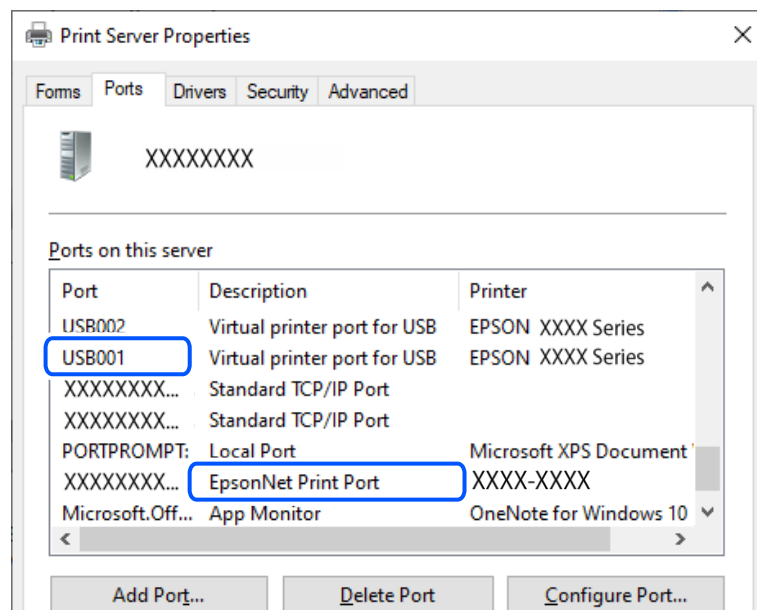 Print Server Properties
Forms Ports Drivers Security Advanced
XXXXXXXX
Ports on this server
Port Description Printer
USB002 Virtual printer port for USB EPSON XXXX Series
USB001 Virtual printer port for USB EPSON XXXX Series
XXXXXXXX... Standard TCP/IP Port
XXXXXXXX... Standard TCP/IP Port
PORTPROMPT: Local Port Microsoft XPS Document
XXXXXXXX... EpsonNet Print Port XXXX-XXXX
Microsoft.Off... App Monitor OneNote for Windows 10
Add Port... Delete Port Configure Port...